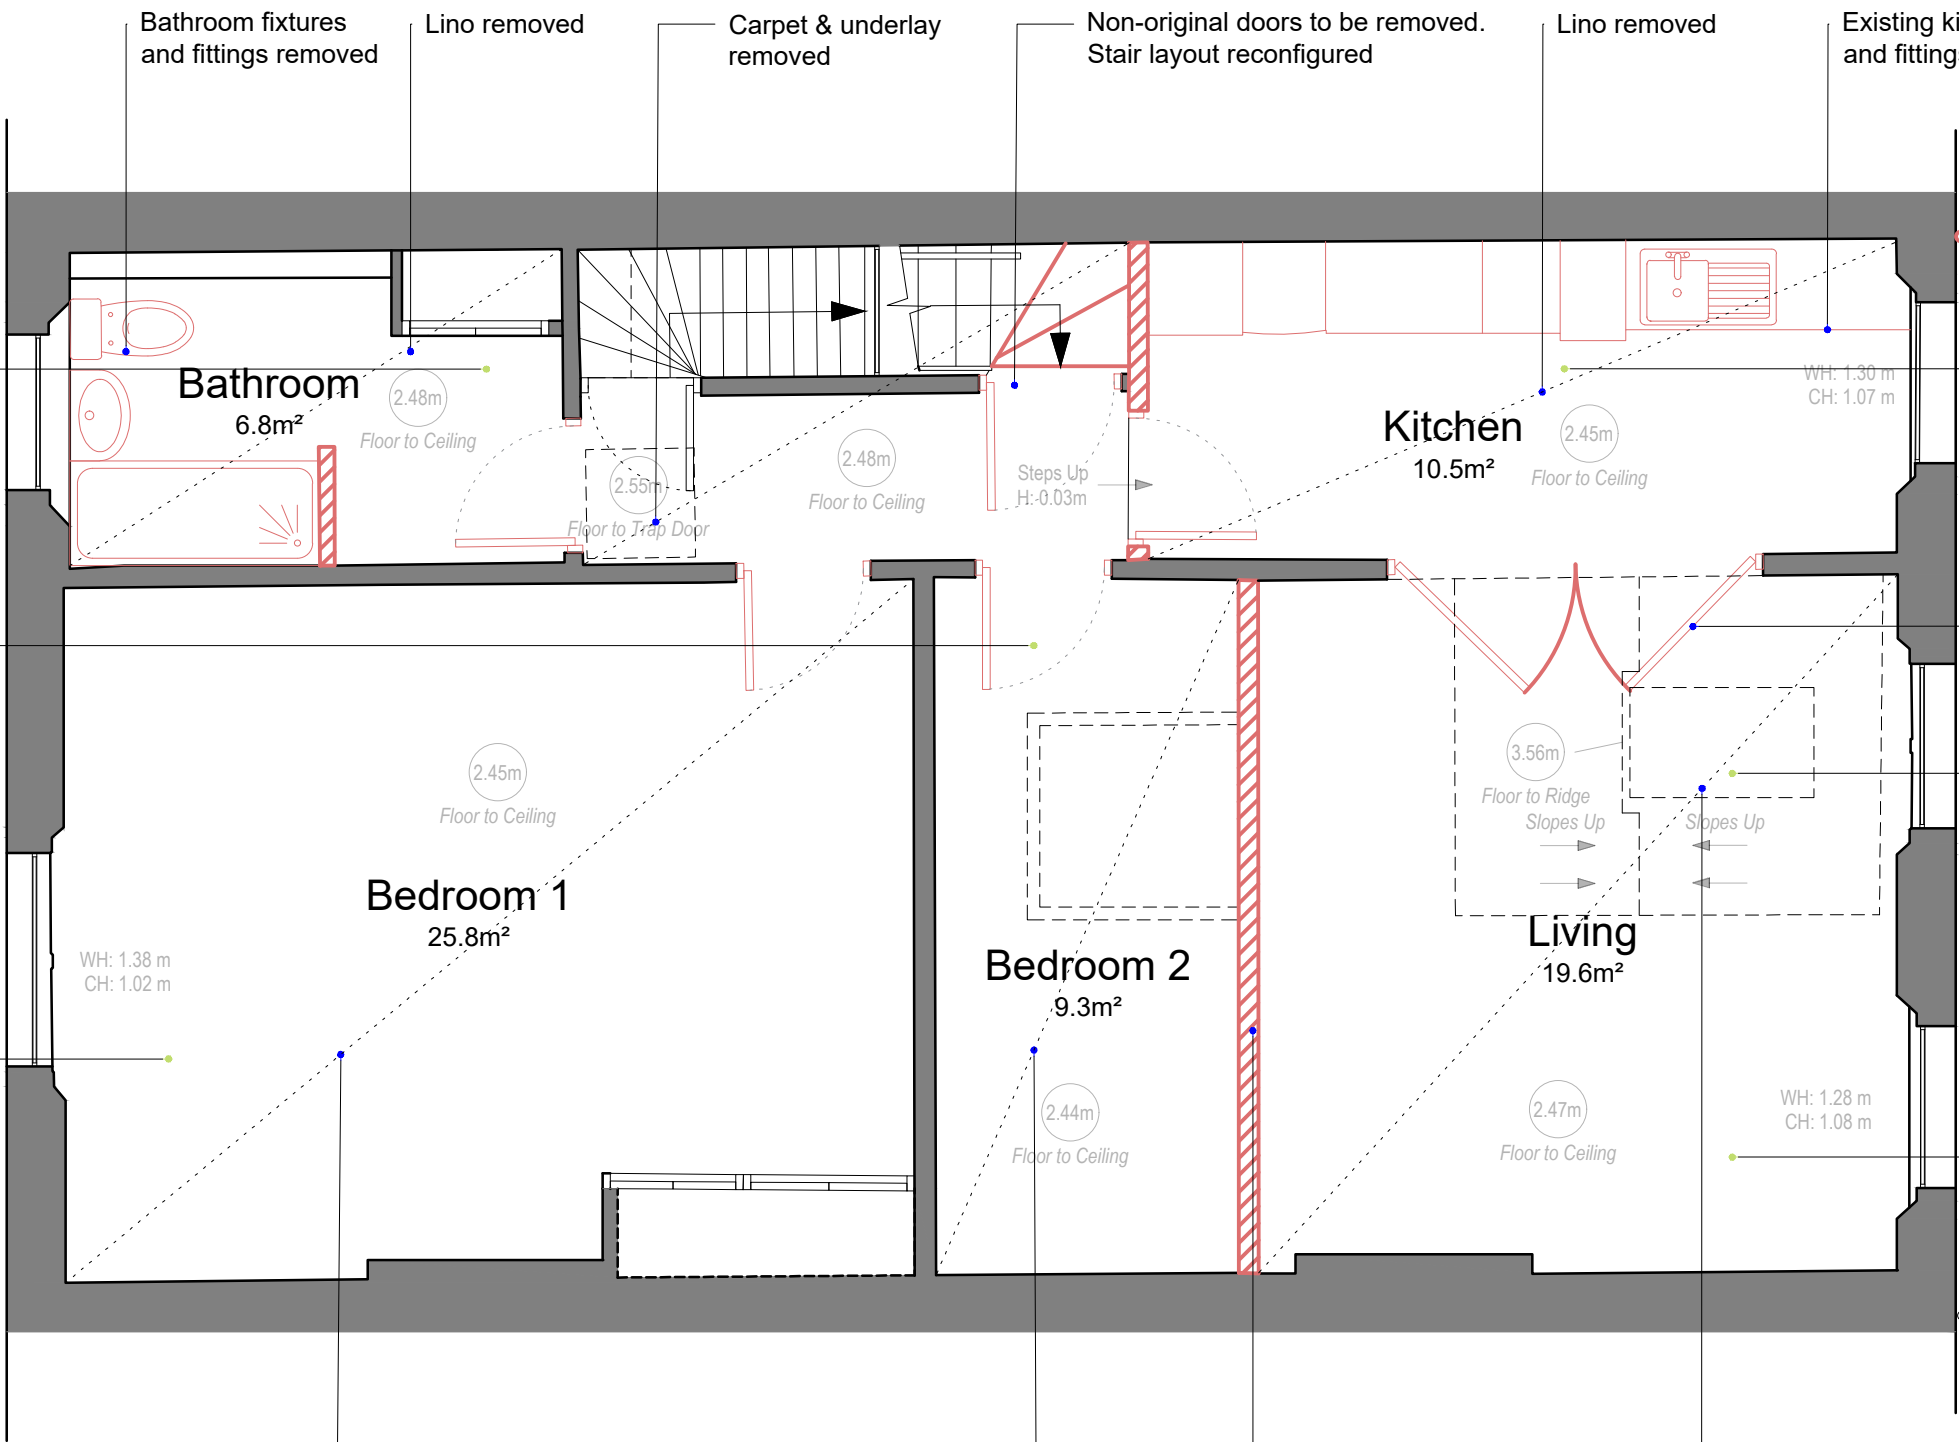 Bathroom fixtures
and fittings removed
Lino removed
Carpet & underlay
removed
Non-original doors to be removed.
Stair layout reconfigured
Lino removed
Existing
and
Bathroom
6.8m²
2.48m
Floor to Ceiling
2.55m
Floor to Trap Door
2.48m
Floor to Ceiling
Steps Up
H: 0.03m
Kitchen
10.5m²
2.45m
Floor to Ceiling
WH: 1.30 m
CH: 1.07 m
2.45m
Floor to Ceiling
Bedroom 1
25.8m²
WH: 1.38 m
CH: 1.02 m
Bedroom 2
9.3m²
2.44m
Floor to Ceiling
3.56m
Floor to Ridge
Slopes Up
Slopes Up
Living
19.6m²
2.47m
Floor to Ceiling
WH: 1.28 m
CH: 1.08 m